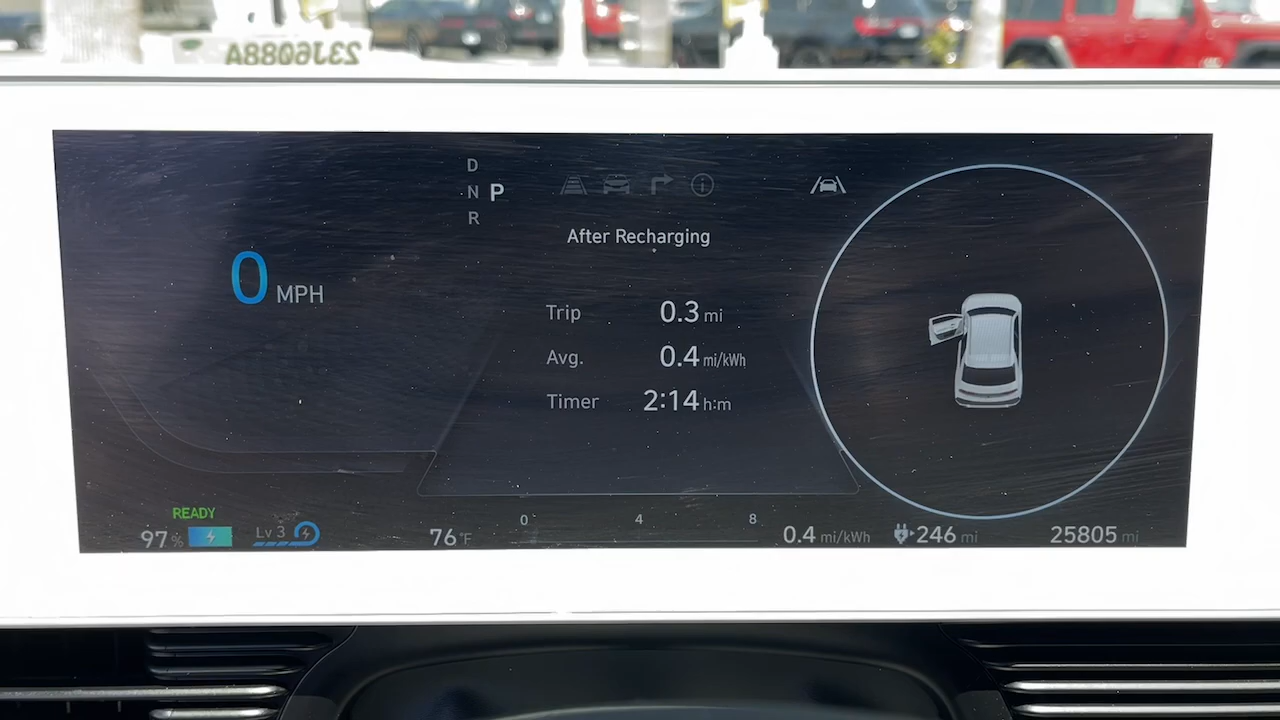 23J6088A
D
N P
R
After Recharging
0 MPH
Trip 0.3 mi
Avg. 0.4 mi/kWh
Timer 2:14 h:m
READY
97 % Lv 3 76 °F 0 4 8 0.4 mi/kWh 246 mi 25805 mi